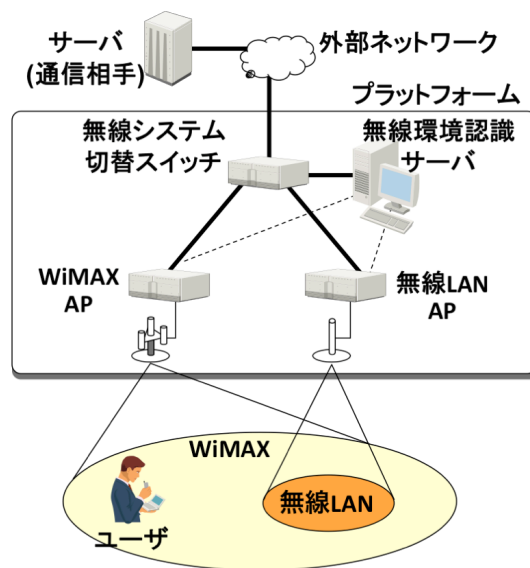 サーバ
(通信相手)
外部ネットワーク
プラットフォーム
無線システム
切替スイッチ
無線環境認識
サーバ
WiMAX
AP
無線LAN
AP
WiMAX
無線LAN
ユーザ